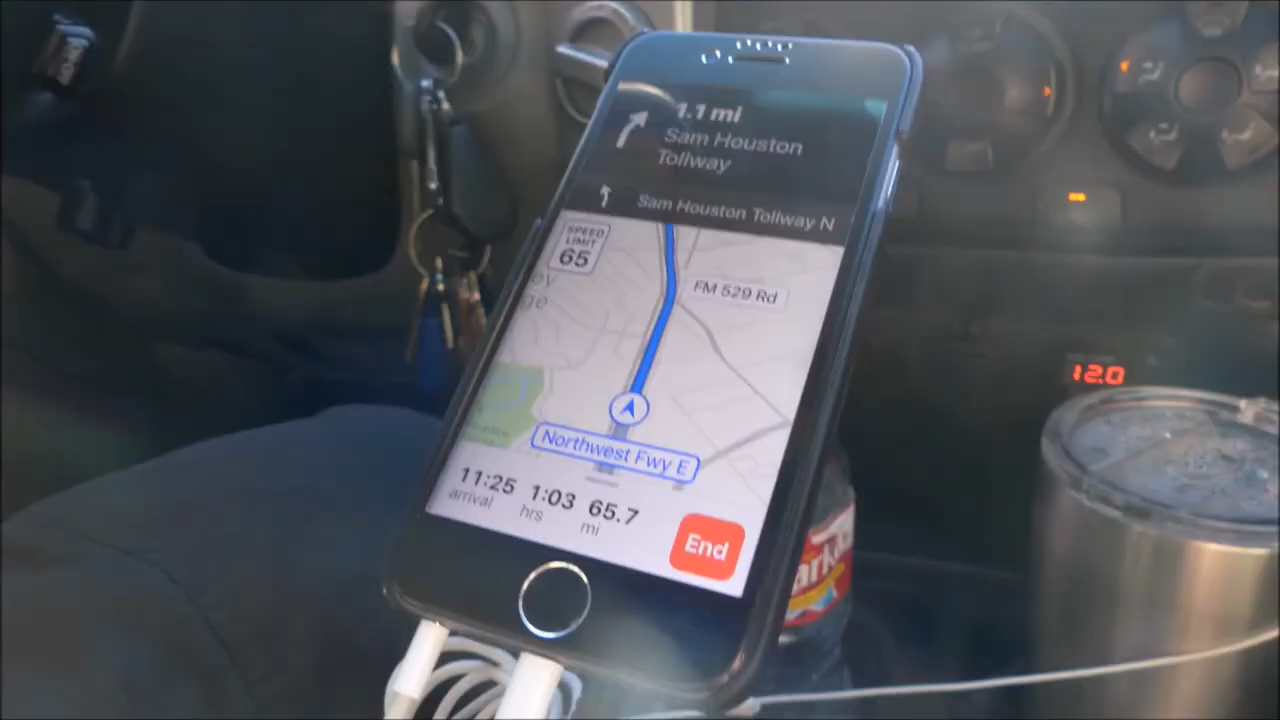 1.1 mi
Sam Houston
Tollway
Sam Houston Tollway N
SPEED
LIMIT
65
FM 529 Rd
Northwest Fwy E
11:25 1:03 65.7
arrival hrs mi
End
12.0